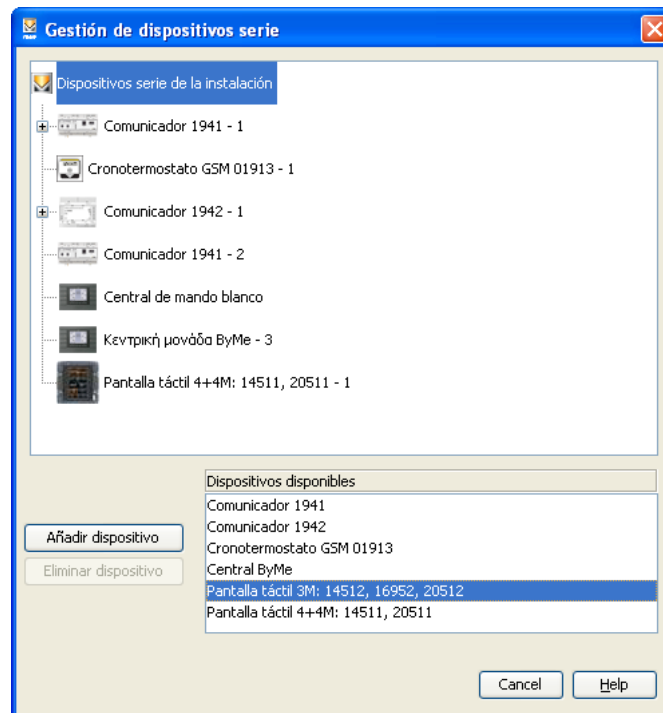 Gestión de dispositivos serie
Dispositivos serie de la instalación
Comunicador 1941 - 1
Cronotermostato GSM 01913 - 1
Comunicador 1942 - 1
Comunicador 1941 - 2
Central de mando blanco
Κεντρική μονάδα ByMe - 3
Pantalla táctil 4+4M: 14511, 20511 - 1
Dispositivos disponibles
Comunicador 1941
Comunicador 1942
Cronotermostato GSM 01913
Central ByMe
Pantalla táctil 3M: 14512, 16952, 20512
Pantalla táctil 4+4M: 14511, 20511
Añadir dispositivo
Eliminar dispositivo
Cancel
Help